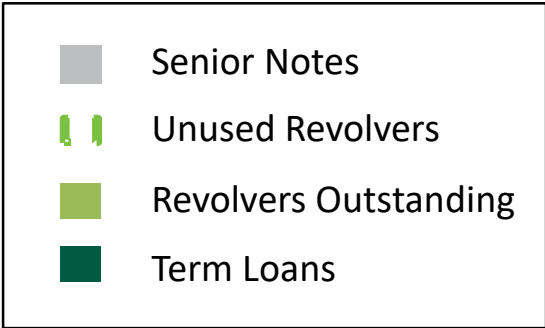 Senior Notes
Unused Revolvers
Revolvers Outstanding
Term Loans